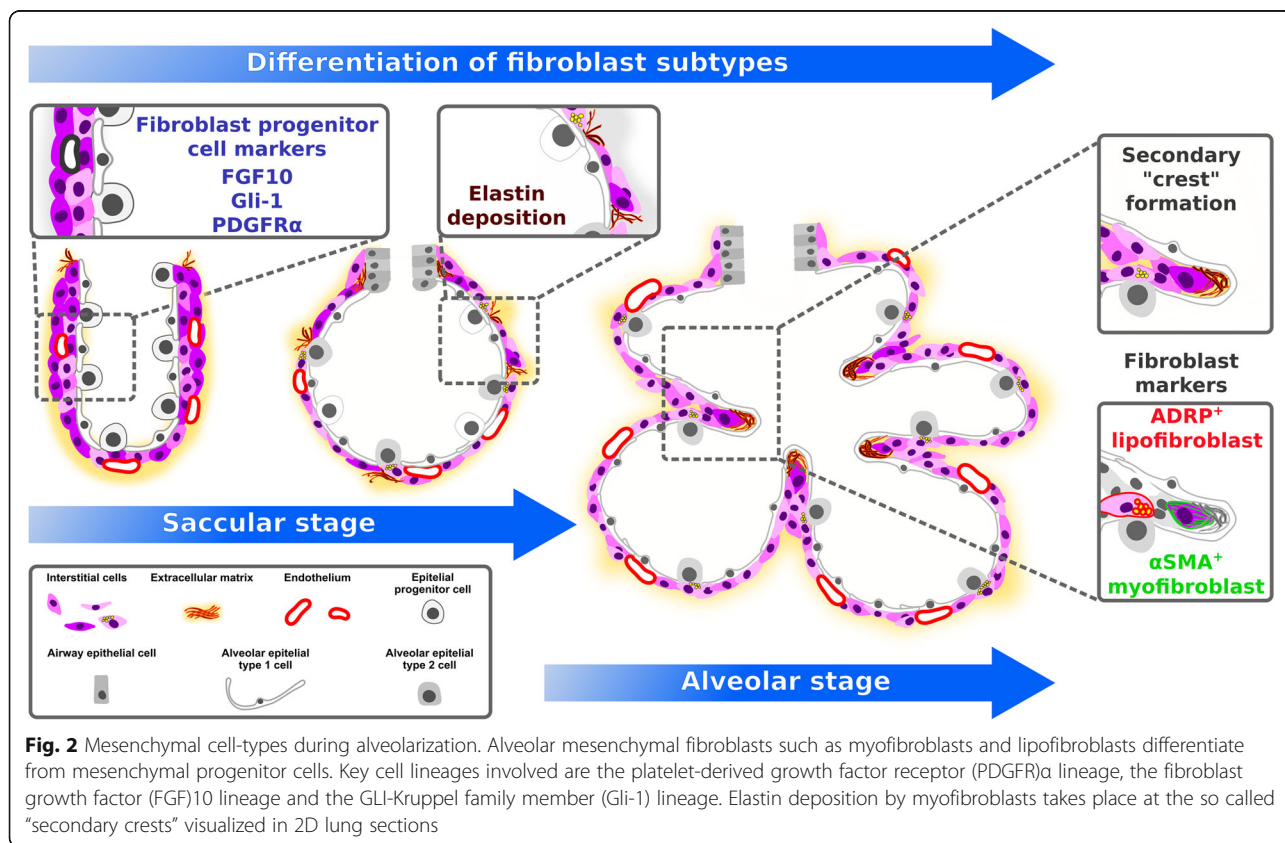 Differentiation of fibroblast subtypes
Fibroblast progenitor
cell markers
FGF10
Gli-1
PDGFRα
Elastin
deposition
Secondary
"crest"
formation
Fibroblast
markers
ADRP+
lipofibroblast
αSMA+
myofibroblast
Saccular stage
Interstitial cells
Extracellular matrix
Endothelium
Epitelial
progenitor cell
Airway epithelial cell
Alveolar epitelial
type 1 cell
Alveolar epitelial
type 2 cell
Alveolar stage
Fig. 2 Mesenchymal cell-types during alveolarization. Alveolar mesenchymal fibroblasts such as myofibroblasts and lipofibroblasts differentiate
from mesenchymal progenitor cells. Key cell lineages involved are the platelet-derived growth factor receptor (PDGFR)α lineage, the fibroblast
growth factor (FGF)10 lineage and the GLI-Kruppel family member (Gli-1) lineage. Elastin deposition by myofibroblasts takes place at the so called
“secondary crests” visualized in 2D lung sections